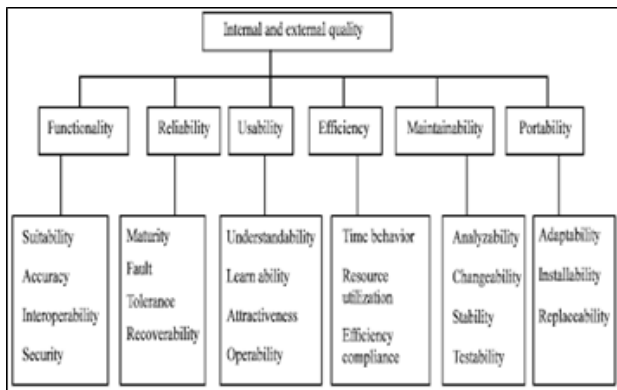 Internal and external quality
Functionality
Reliability
Usability
Efficiency
Maintainability
Portability
Suitability
Accuracy
Interoperability
Security
Maturity
Fault
Tolerance
Recoverability
Understandability
Learn ability
Attractiveness
Operability
Time behavior
Resource
utilization
Efficiency
compliance
Analyzability
Changeability
Stability
Testability
Adaptability
Installability
Replaceability